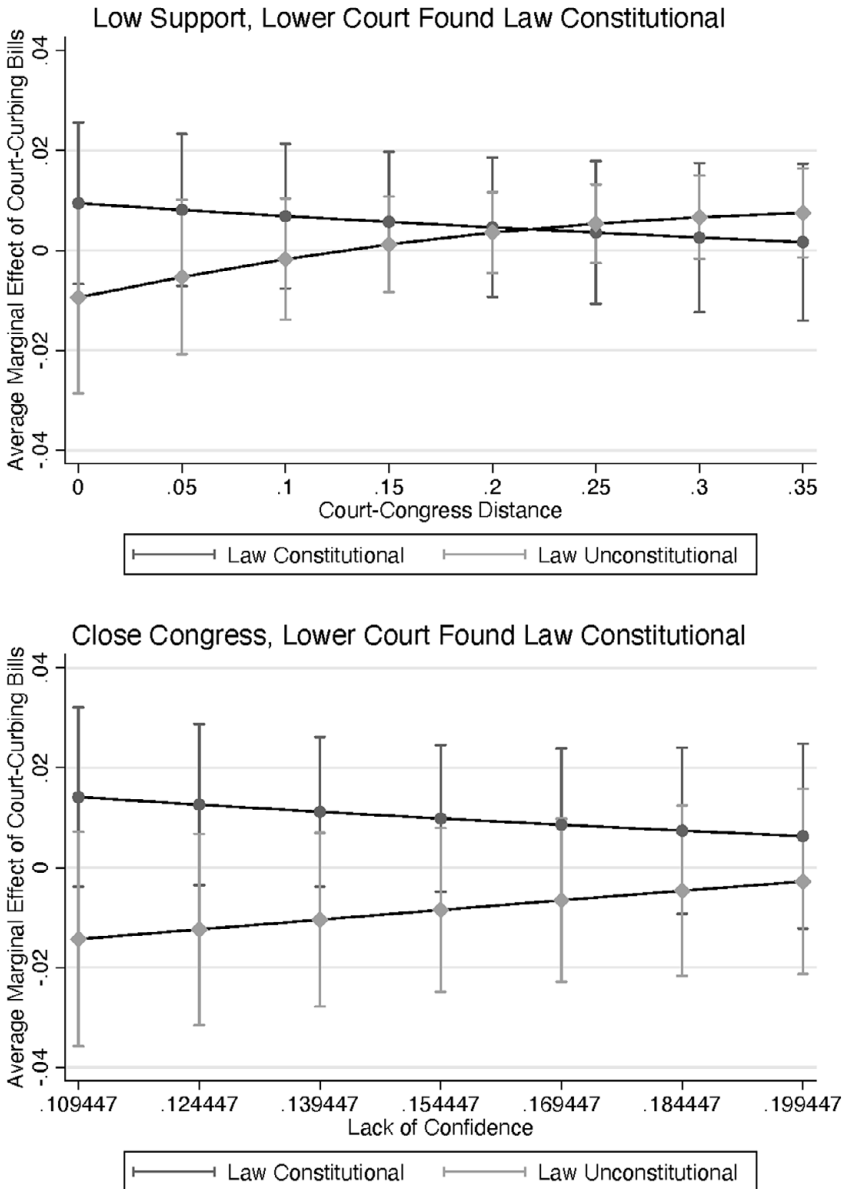 Low Support, Lower Court Found Law Constitutional
Average Marginal Effect of Court-Curbing Bills
.04
.02
0
-.02
-.04
0 .05 .1 .15 .2 .25 .3 .35
Court-Congress Distance
Law Constitutional Law Unconstitutional
Close Congress, Lower Court Found Law Constitutional
Average Marginal Effect of Court-Curbing Bills
.04
.02
0
-.02
-.04
.109447 .124447 .139447 .154447 .169447 .184447 .199447
Lack of Confidence
Law Constitutional Law Unconstitutional